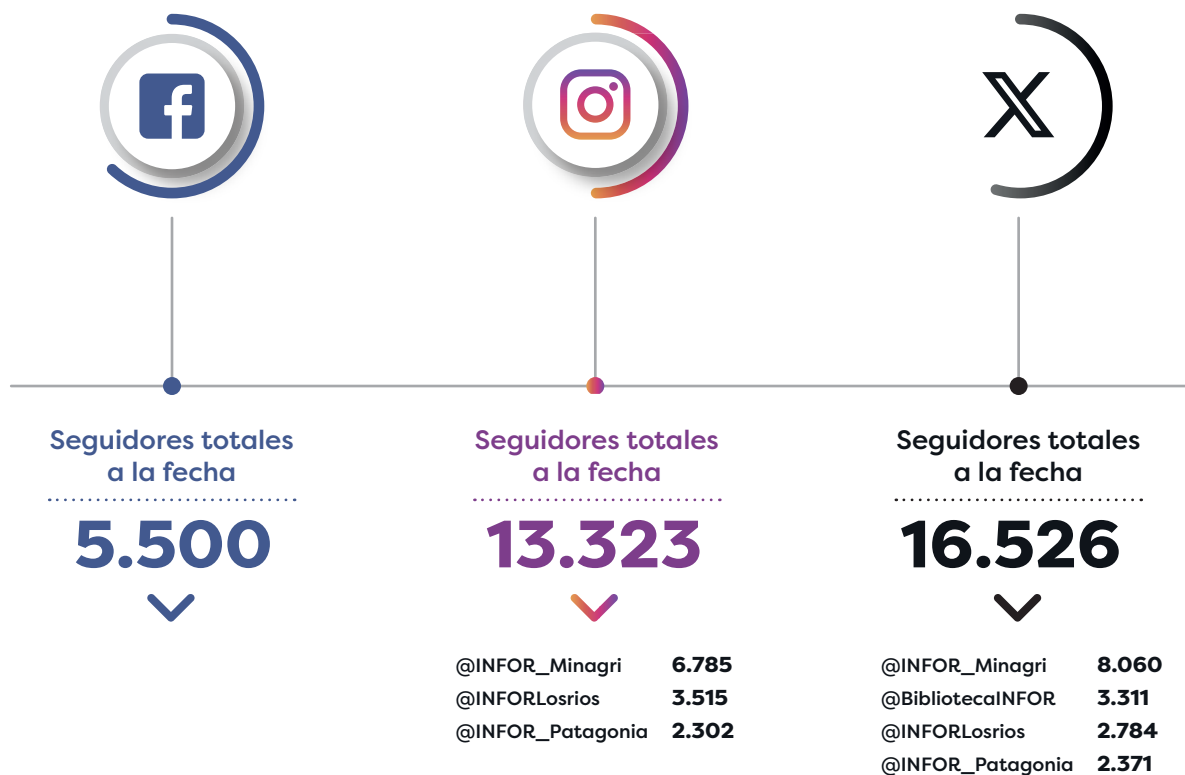 Seguidores totales
a la fecha
5.500
Seguidores totales
a la fecha
13.323
@INFOR_Minagri 6.785
@INFORLosrios 3.515
@INFOR_Patagonia 2.302
Seguidores totales
a la fecha
16.526
@INFOR_Minagri 8.060
@BibliotecaINFOR 3.311
@INFORLosrios 2.784
@INFOR_Patagonia 2.371